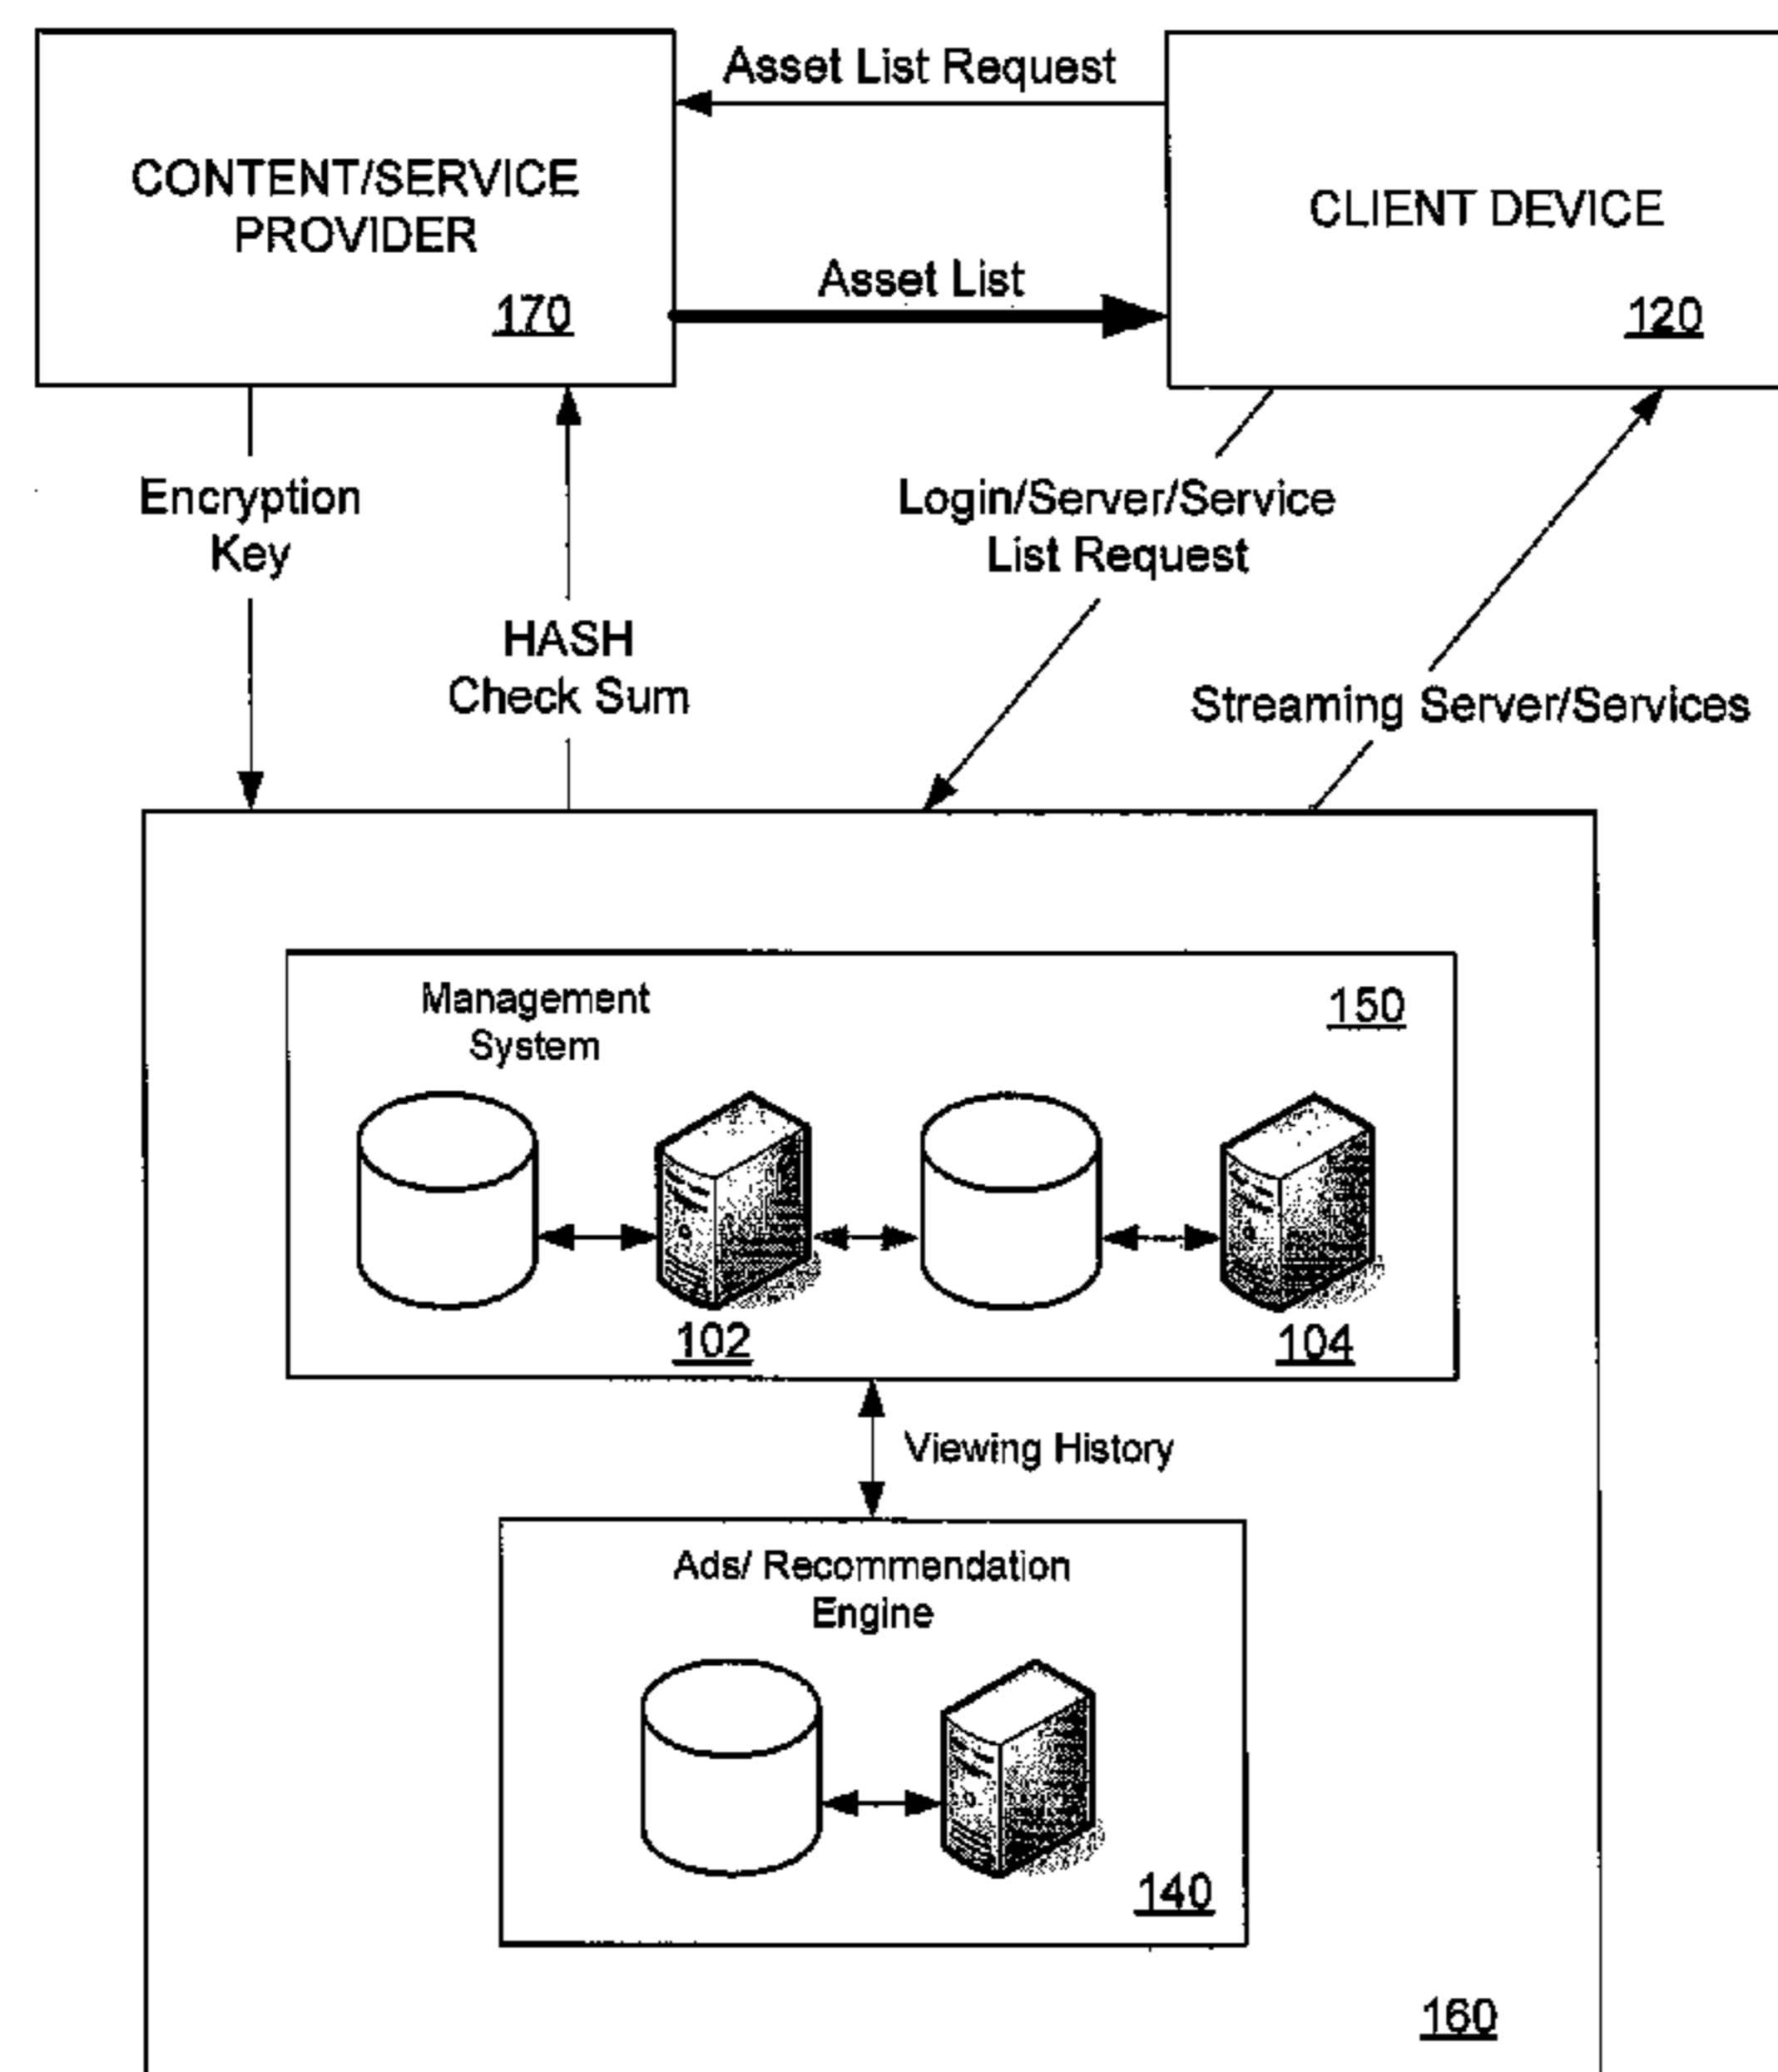 Asset List Request
CONTENT/SERVICE
PROVIDER
170
CLIENT DEVICE
120
Asset List
Encryption
Key
HASH
Check Sum
Login/Server/Service
List Request
Streaming Server/Services
Management
System
150
102
104
Viewing History
Ads/ Recommendation
Engine
140
160